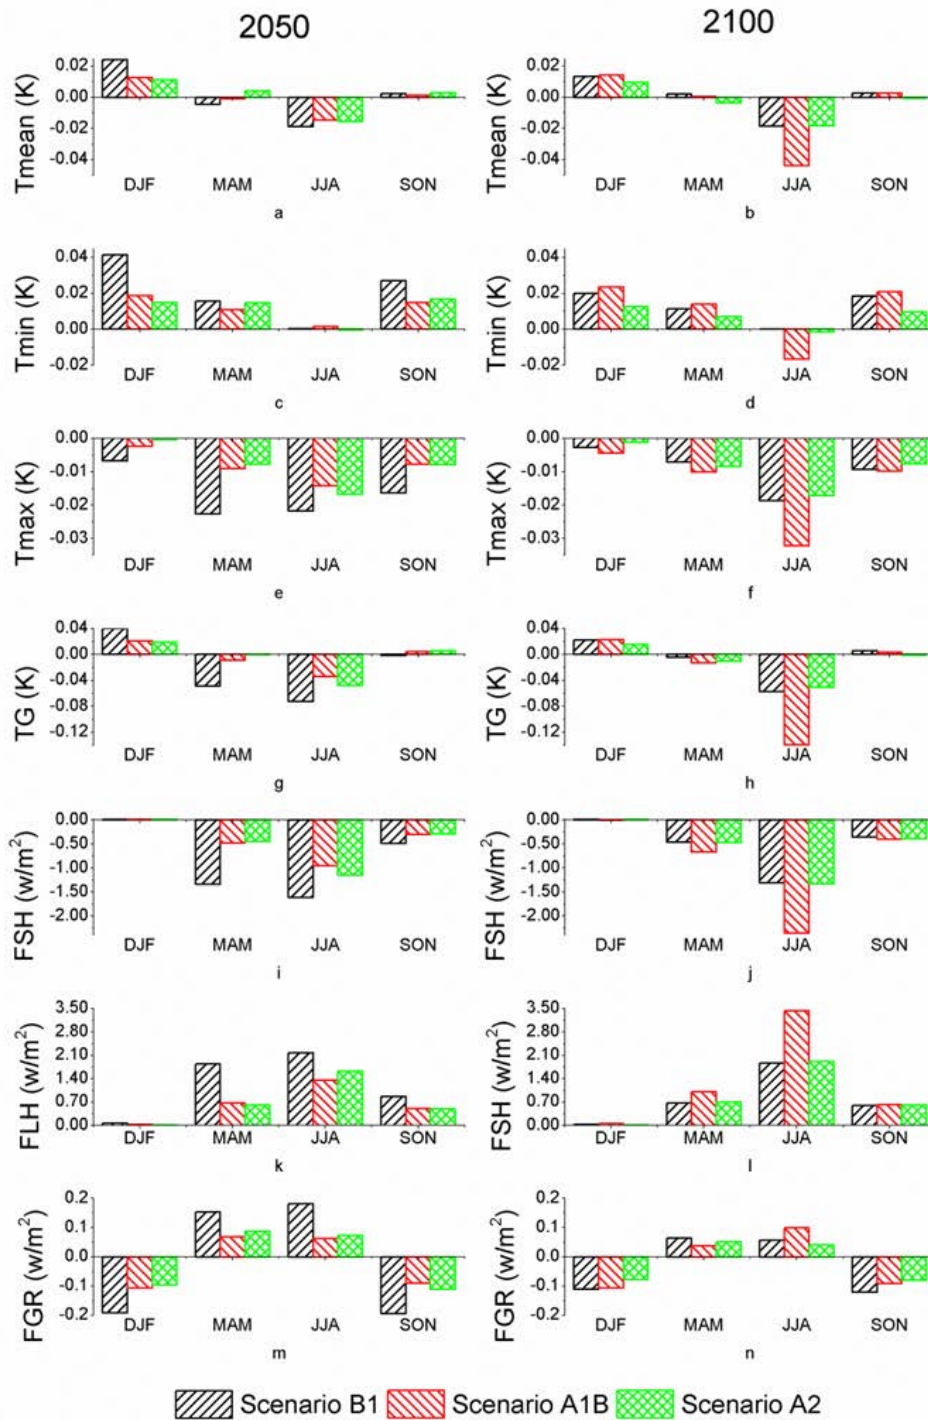 2050 2100
0.02 0.02
0.00 0.00
-0.02 -0.02
-0.04 -0.04
Tmean (K) Tmean (K)
DJF MAM JJA SON DJF MAM JJA SON
a b
0.04 0.04
0.02 0.02
0.00 0.00
-0.02 -0.02
Tmin (K) Tmin (K)
DJF MAM JJA SON DJF MAM JJA SON
c d
0.00 0.00
-0.01 -0.01
-0.02 -0.02
-0.03 -0.03
Tmax (K) Tmax (K)
DJF MAM JJA SON DJF MAM JJA SON
e f
0.04 0.04
0.00 0.00
-0.04 -0.04
-0.08 -0.08
-0.12 -0.12
TG (K) TG (K)
DJF MAM JJA SON DJF MAM JJA SON
g h
0.00 0.00
-0.50 -0.50
-1.00 -1.00
-1.50 -1.50
-2.00 -2.00
FSH (w/m²) FSH (w/m²)
DJF MAM JJA SON DJF MAM JJA SON
i j
3.50 3.50
2.80 2.80
2.10 2.10
1.40 1.40
0.70 0.70
0.00 0.00
FLH (w/m²) FSH (w/m²)
DJF MAM JJA SON DJF MAM JJA SON
k l
0.2 0.2
0.1 0.1
0.0 0.0
-0.1 -0.1
-0.2 -0.2
FGR (w/m²) FGR (w/m²)
DJF MAM JJA SON DJF MAM JJA SON
m n
Scenario B1 Scenario A1B Scenario A2